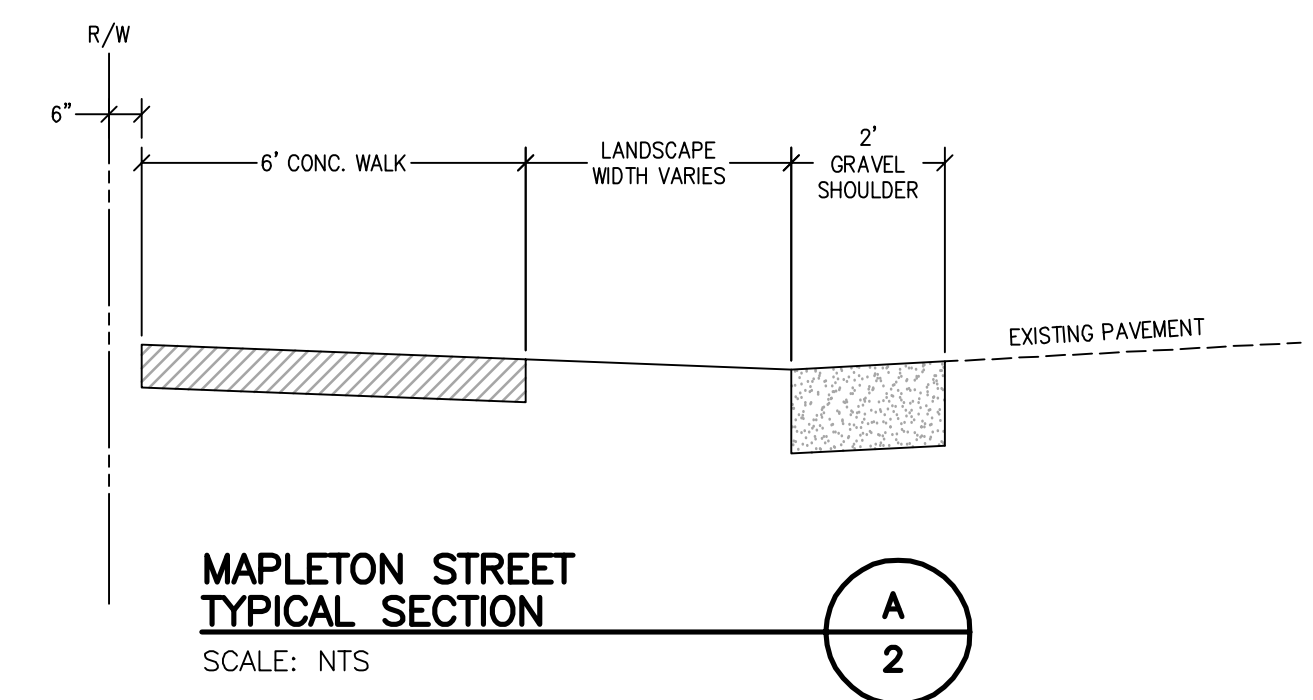 R/W
6"
6' CONC. WALK
LANDSCAPE
WIDTH VARIES
2'
GRAVEL
SHOULDER
EXISTING PAVEMENT
MAPLETON STREET
TYPICAL SECTION
SCALE: NTS
A
2